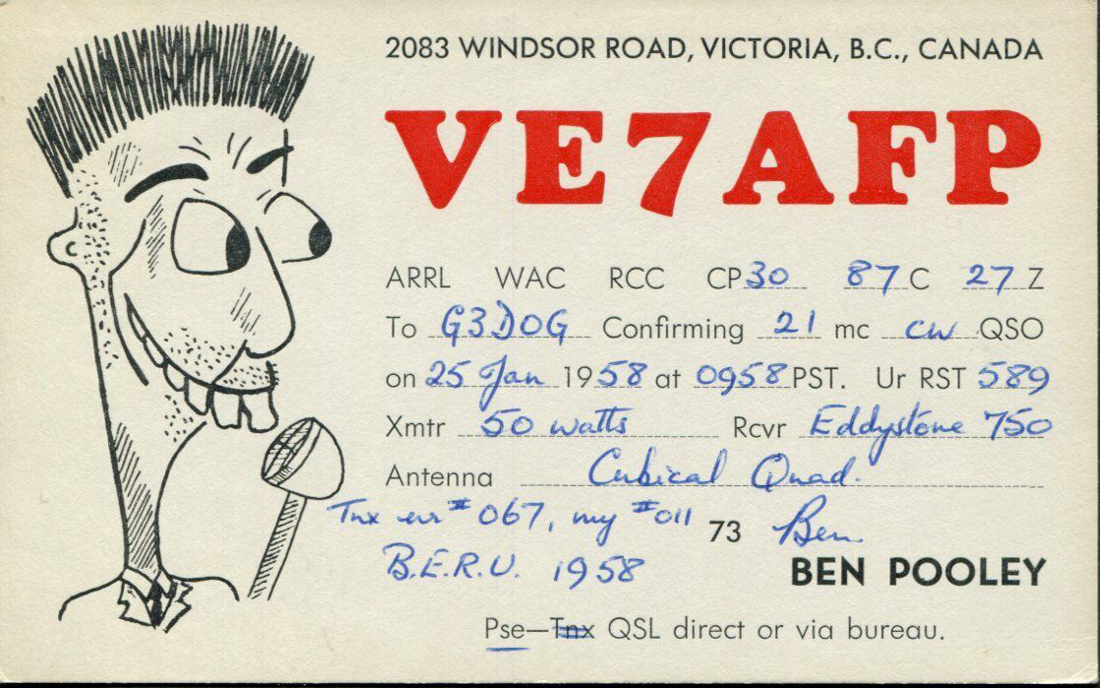 2083 WINDSOR ROAD, VICTORIA, B.C., CANADA
VE7AFP
ARRL WAC RCC CP30 87C 27Z
To G3DOG Confirming 21 mc cw QSO
on 25 Jan 1958 at 0958 PST. Ur RST 589
Xmtr 50 watts Rcvr Eddystone 750
Antenna Cubical Quad.
Tnx ur #067, my #011 73 Ben
B.E.R.U. 1958 BEN POOLEY
Pse—Tnx QSL direct or via bureau.